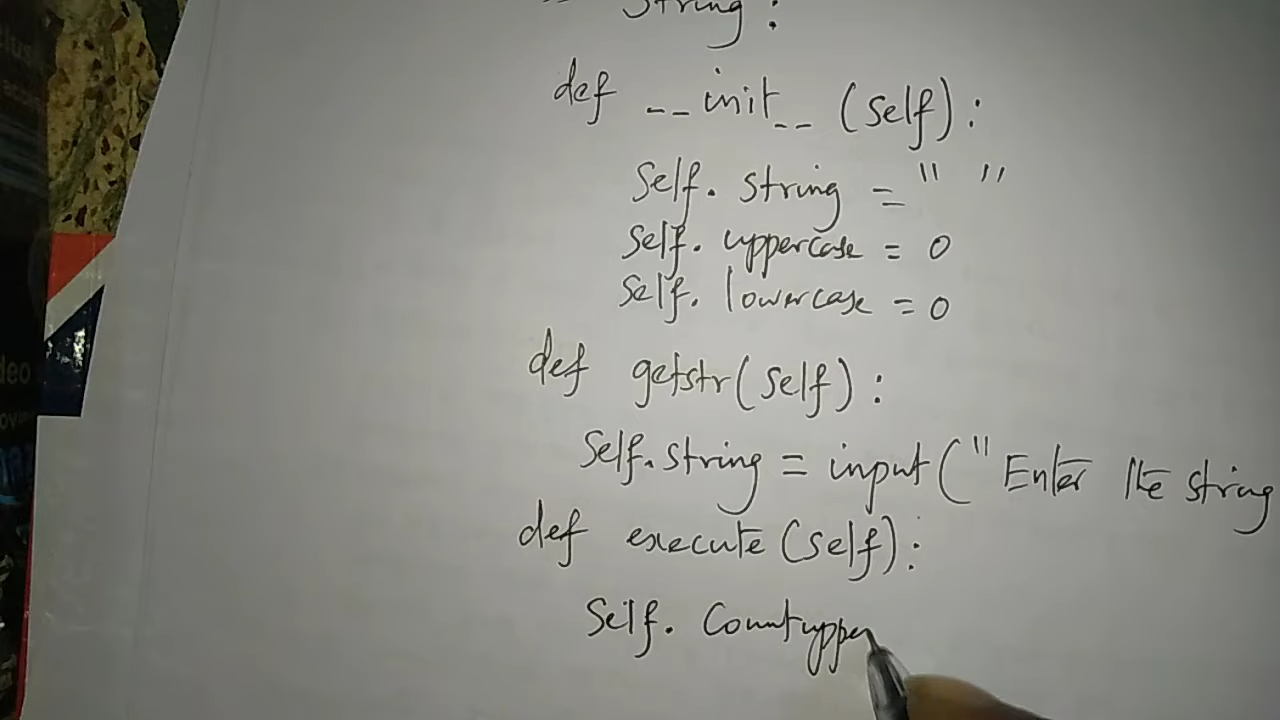 String :
def __init__ (self) :
Self. string = " "
Self. uppercase = 0
Self. lowercase = 0
def getstr(self) :
Self. string = input ("Enter the string
def execute (self) :
Self. Countupper